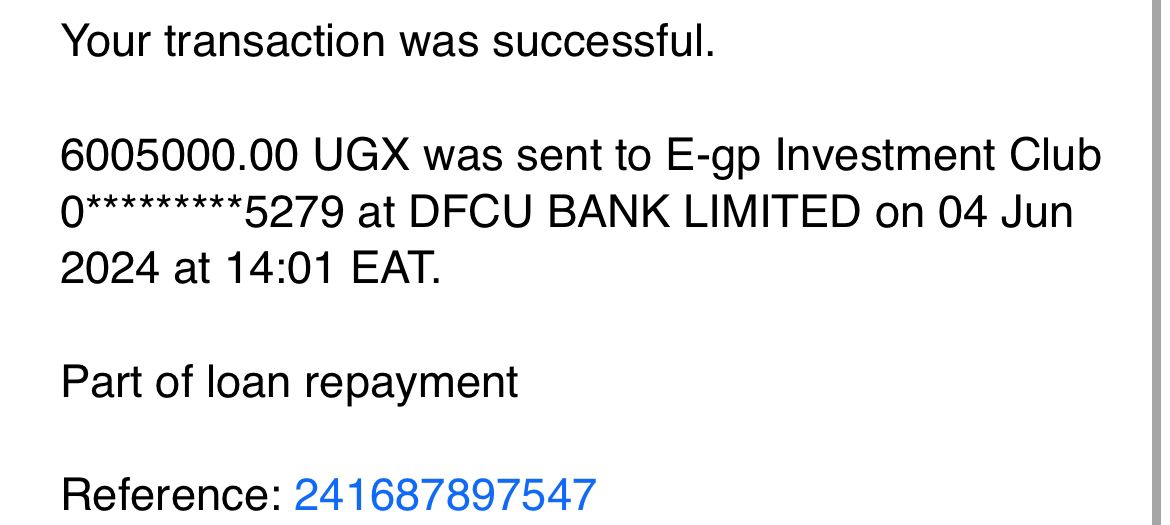 Your transaction was successful.
6005000.00 UGX was sent to E-gp Investment Club
0*********5279 at DFCU BANK LIMITED on 04 Jun
2024 at 14:01 EAT.
Part of loan repayment
Reference: 241687897547